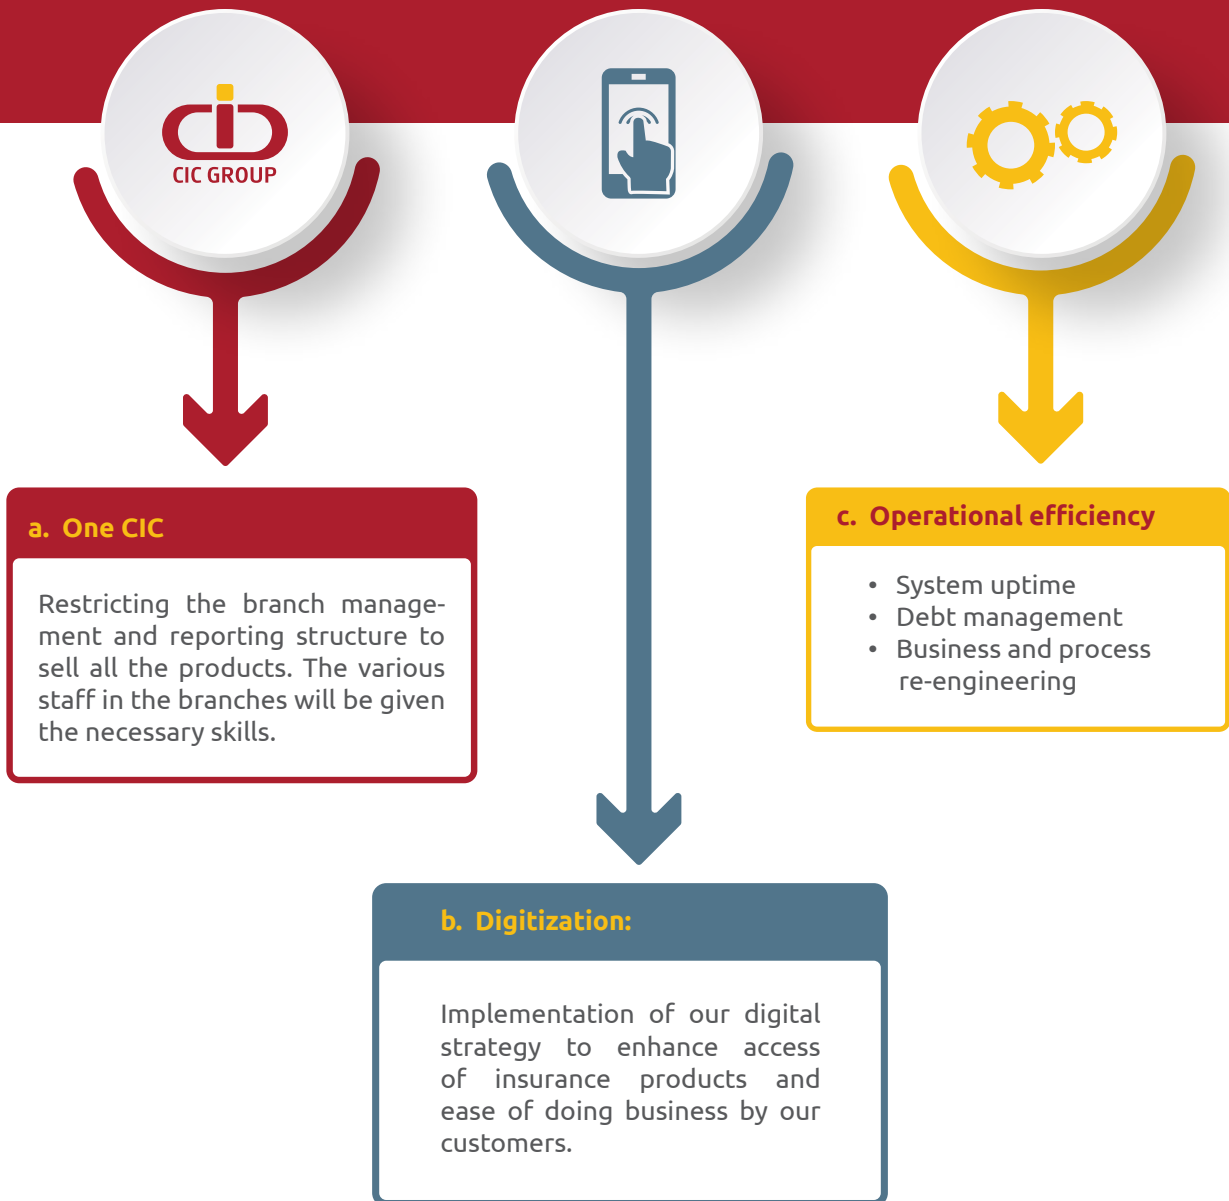 CIC GROUP
a. One CIC
Restricting the branch manage-
ment and reporting structure to
sell all the products. The various
staff in the branches will be given
the necessary skills.
b. Digitization:
Implementation of our digital
strategy to enhance access
of insurance products and
ease of doing business by our
customers.
c. Operational efficiency
• System uptime
• Debt management
• Business and process
re-engineering